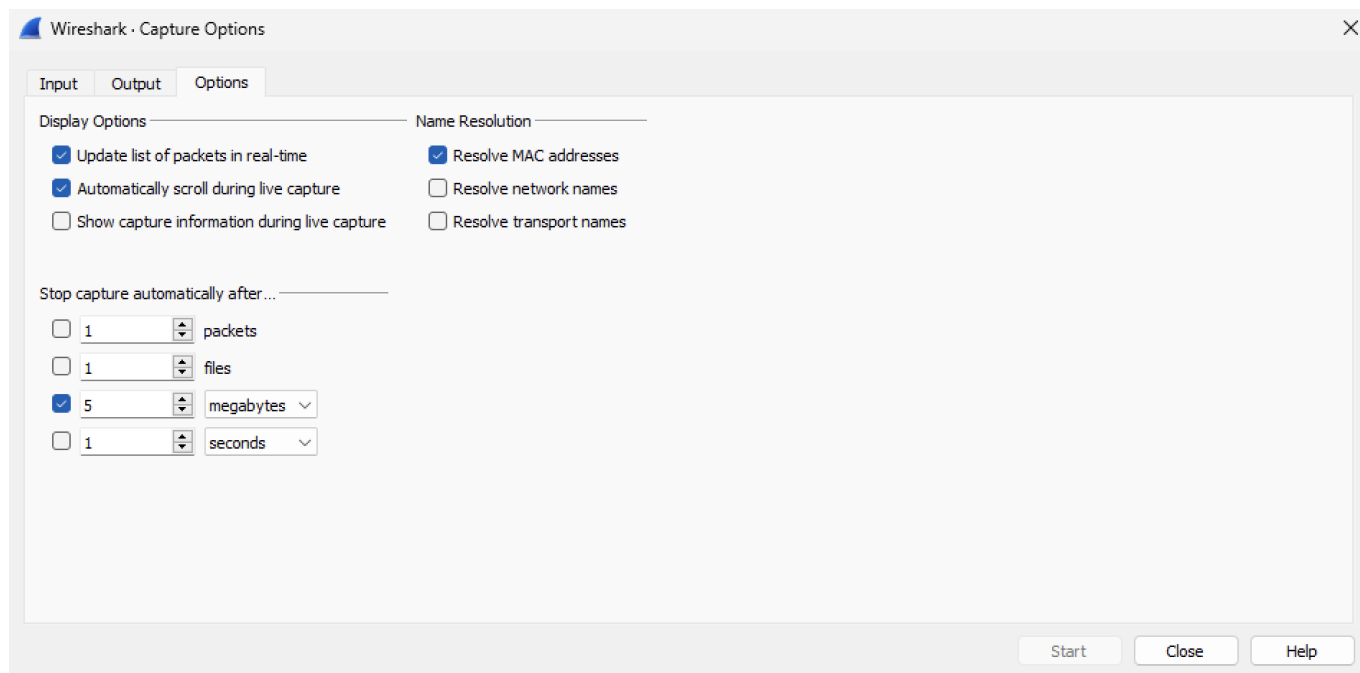 Wireshark · Capture Options
Input Output Options
Display Options
Update list of packets in real-time
Automatically scroll during live capture
Show capture information during live capture
Name Resolution
Resolve MAC addresses
Resolve network names
Resolve transport names
Stop capture automatically after...
1 packets
1 files
5 megabytes
1 seconds
Start Close Help